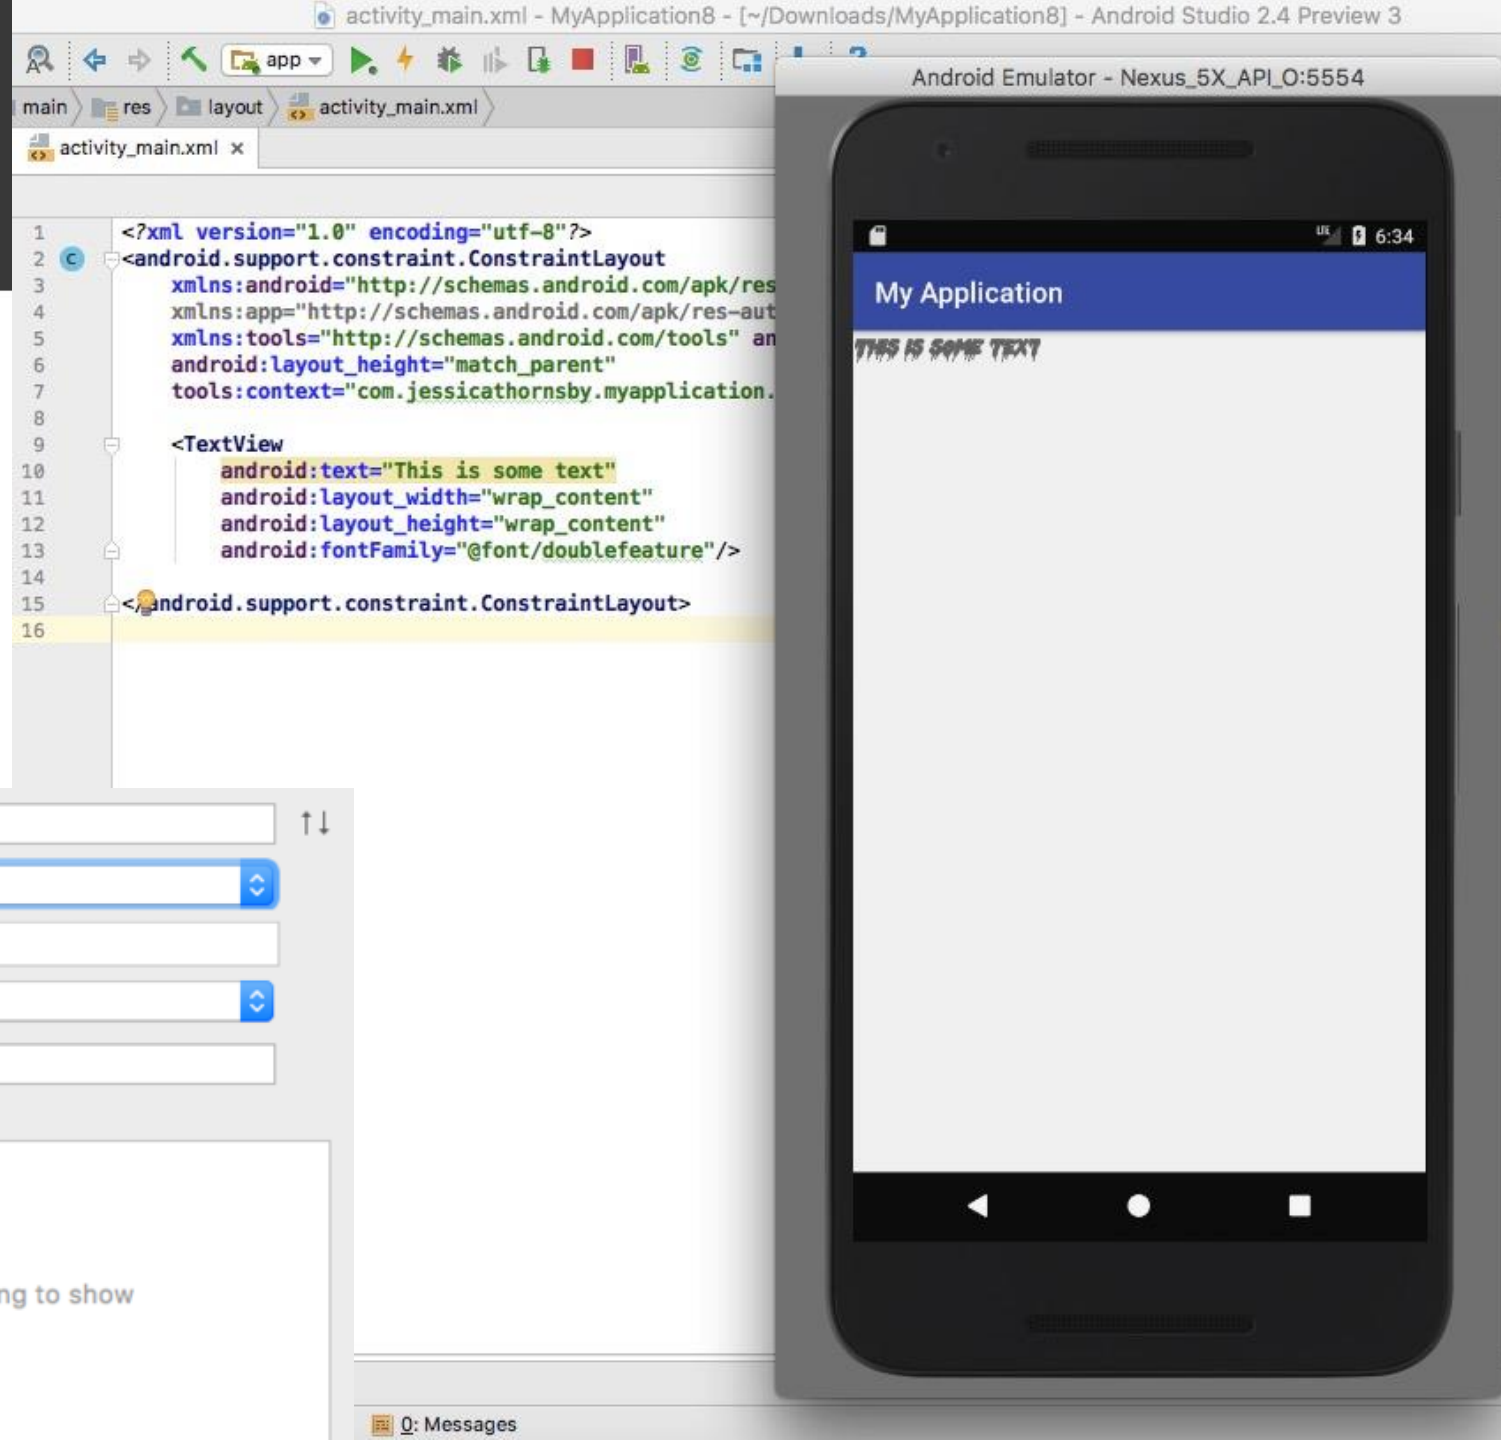 activity_main.xml - MyApplication8 - [~/Downloads/MyApplication8] - Android Studio 2.4 Preview 3
app
main res layout activity_main.xml
activity_main.xml ×
1 <?xml version="1.0" encoding="utf-8"?>
2 C <android.support.constraint.ConstraintLayout
3 xmlns:android="http://schemas.android.com/apk/res
4 xmlns:app="http://schemas.android.com/apk/res-aut
5 xmlns:tools="http://schemas.android.com/tools" an
6 android:layout_height="match_parent"
7 tools:context="com.jessicathornsby.myapplication.
8
9 <TextView
10 android:text="This is some text"
11 android:layout_width="wrap_content"
12 android:layout_height="wrap_content"
13 android:fontFamily="@font/doublefeature"/>
14
15 </android.support.constraint.ConstraintLayout>
16
Android Emulator - Nexus_5X_API_O:5554
LTE 6:34
My Application
THIS IS SOME TEXT
ng to show
0: Messages